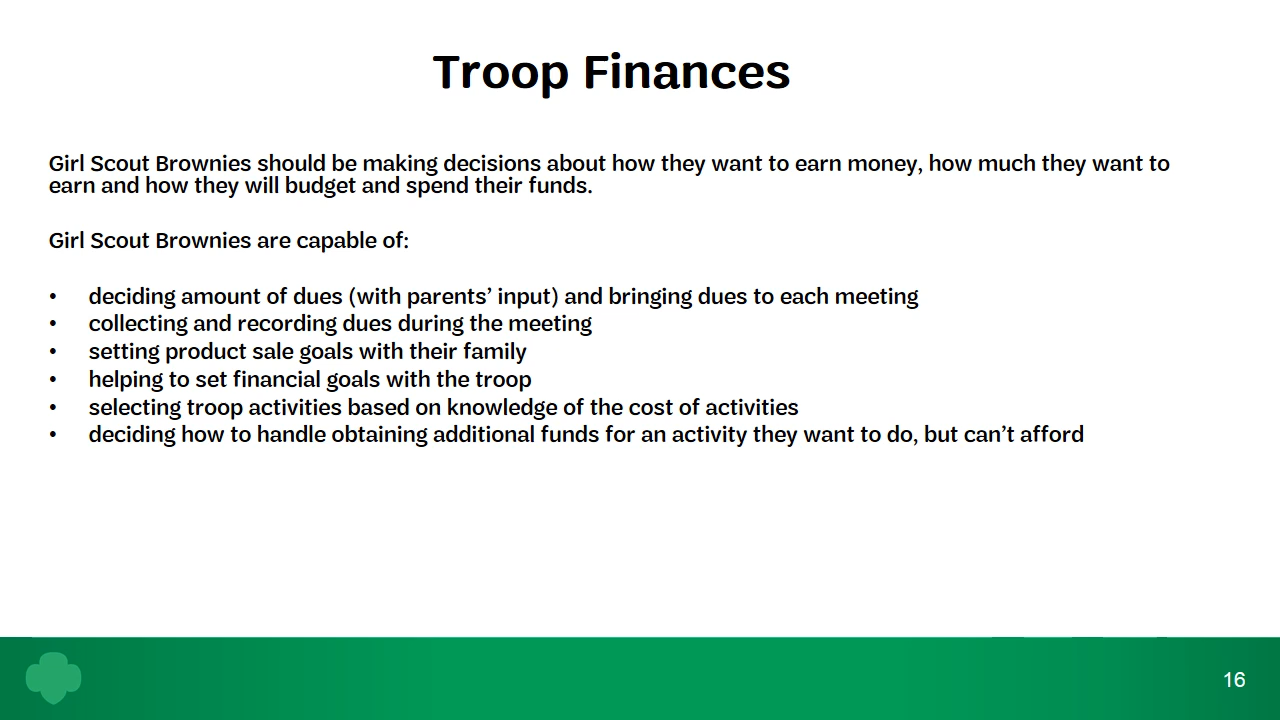 Troop Finances
Girl Scout Brownies should be making decisions about how they want to earn money, how much they want to
earn and how they will budget and spend their funds.
Girl Scout Brownies are capable of:
• deciding amount of dues (with parents’ input) and bringing dues to each meeting
• collecting and recording dues during the meeting
• setting product sale goals with their family
• helping to set financial goals with the troop
• selecting troop activities based on knowledge of the cost of activities
• deciding how to handle obtaining additional funds for an activity they want to do, but can’t afford
16